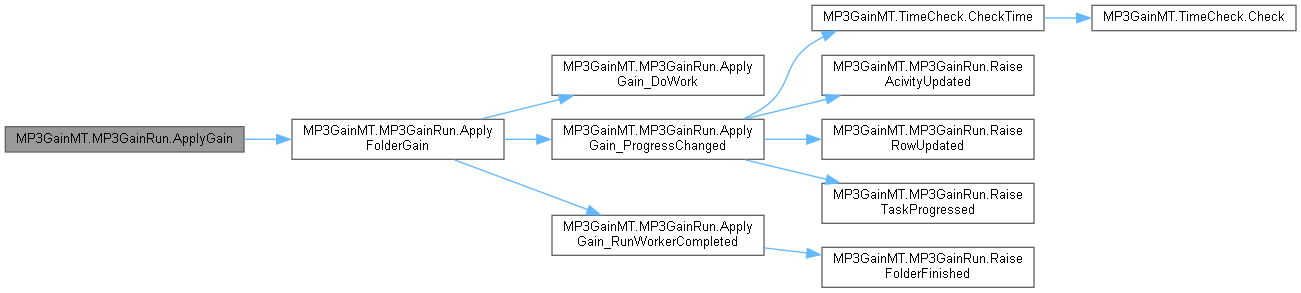 MP3GainMT.MP3GainRun.ApplyGain
MP3GainMT.MP3GainRun.Apply
FolderGain
MP3GainMT.MP3GainRun.Apply
Gain_DoWork
MP3GainMT.MP3GainRun.Apply
Gain_ProgressChanged
MP3GainMT.MP3GainRun.Apply
Gain_RunWorkerCompleted
MP3GainMT.TimeCheck.CheckTime
MP3GainMT.MP3GainRun.Raise
AcivityUpdated
MP3GainMT.MP3GainRun.Raise
RowUpdated
MP3GainMT.MP3GainRun.Raise
TaskProgressed
MP3GainMT.MP3GainRun.Raise
FolderFinished
MP3GainMT.TimeCheck.Check